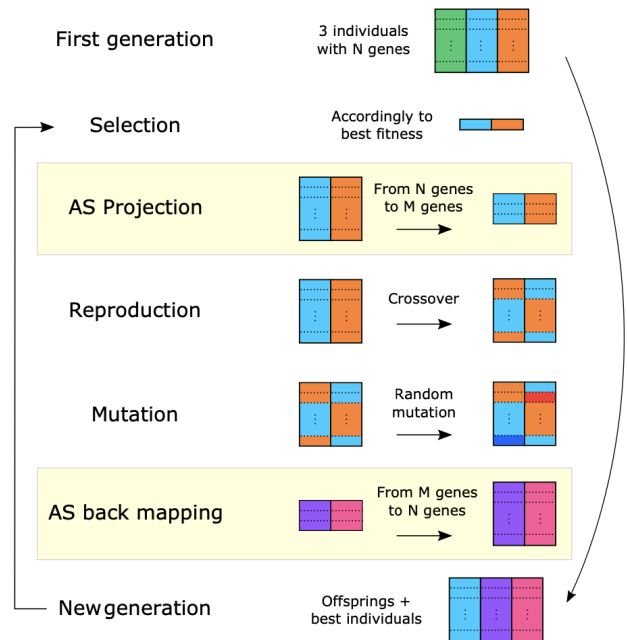 First generation
3 individuals
with N genes
Selection
Accordingly to
best fitness
AS Projection
From N genes
to M genes
Reproduction
Crossover
Mutation
Random
mutation
AS back mapping
From M genes
to N genes
New generation
Offsprings +
best individuals